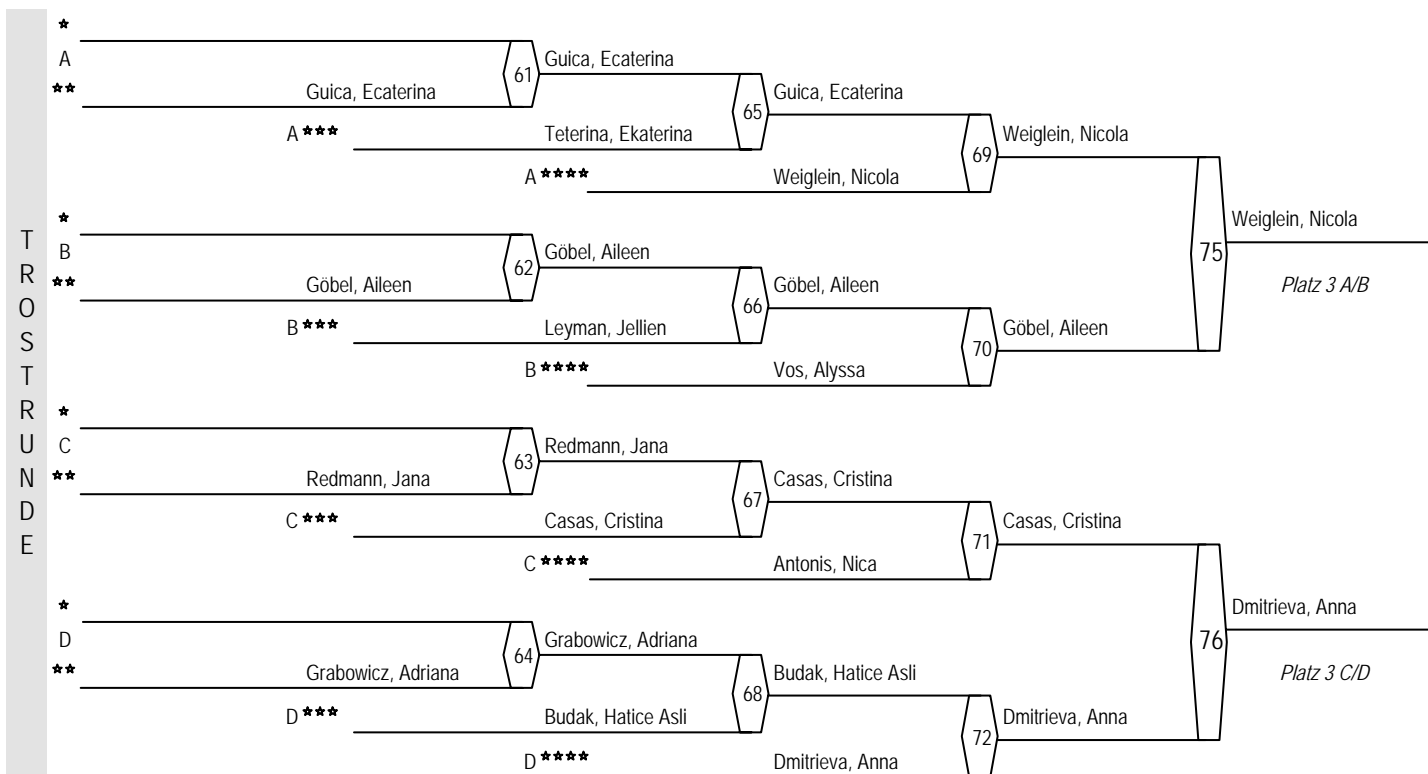 TROSTRUNDE
★
A
★★
Guica, Ecaterina
61
Guica, Ecaterina
A ★★★
Teterina, Ekaterina
65
Guica, Ecaterina
A ★★★★
Weiglein, Nicola
69
Weiglein, Nicola
★
B
★★
Göbel, Aileen
62
Göbel, Aileen
B ★★★
Leyman, Jellien
66
Göbel, Aileen
B ★★★★
Vos, Alyssa
70
Göbel, Aileen
75
Weiglein, Nicola
Platz 3 A/B
★
C
★★
Redmann, Jana
63
Redmann, Jana
C ★★★
Casas, Cristina
67
Casas, Cristina
C ★★★★
Antonis, Nica
71
Casas, Cristina
★
D
★★
Grabowicz, Adriana
64
Grabowicz, Adriana
D ★★★
Budak, Hatice Asli
68
Budak, Hatice Asli
D ★★★★
Dmitrieva, Anna
72
Dmitrieva, Anna
76
Dmitrieva, Anna
Platz 3 C/D